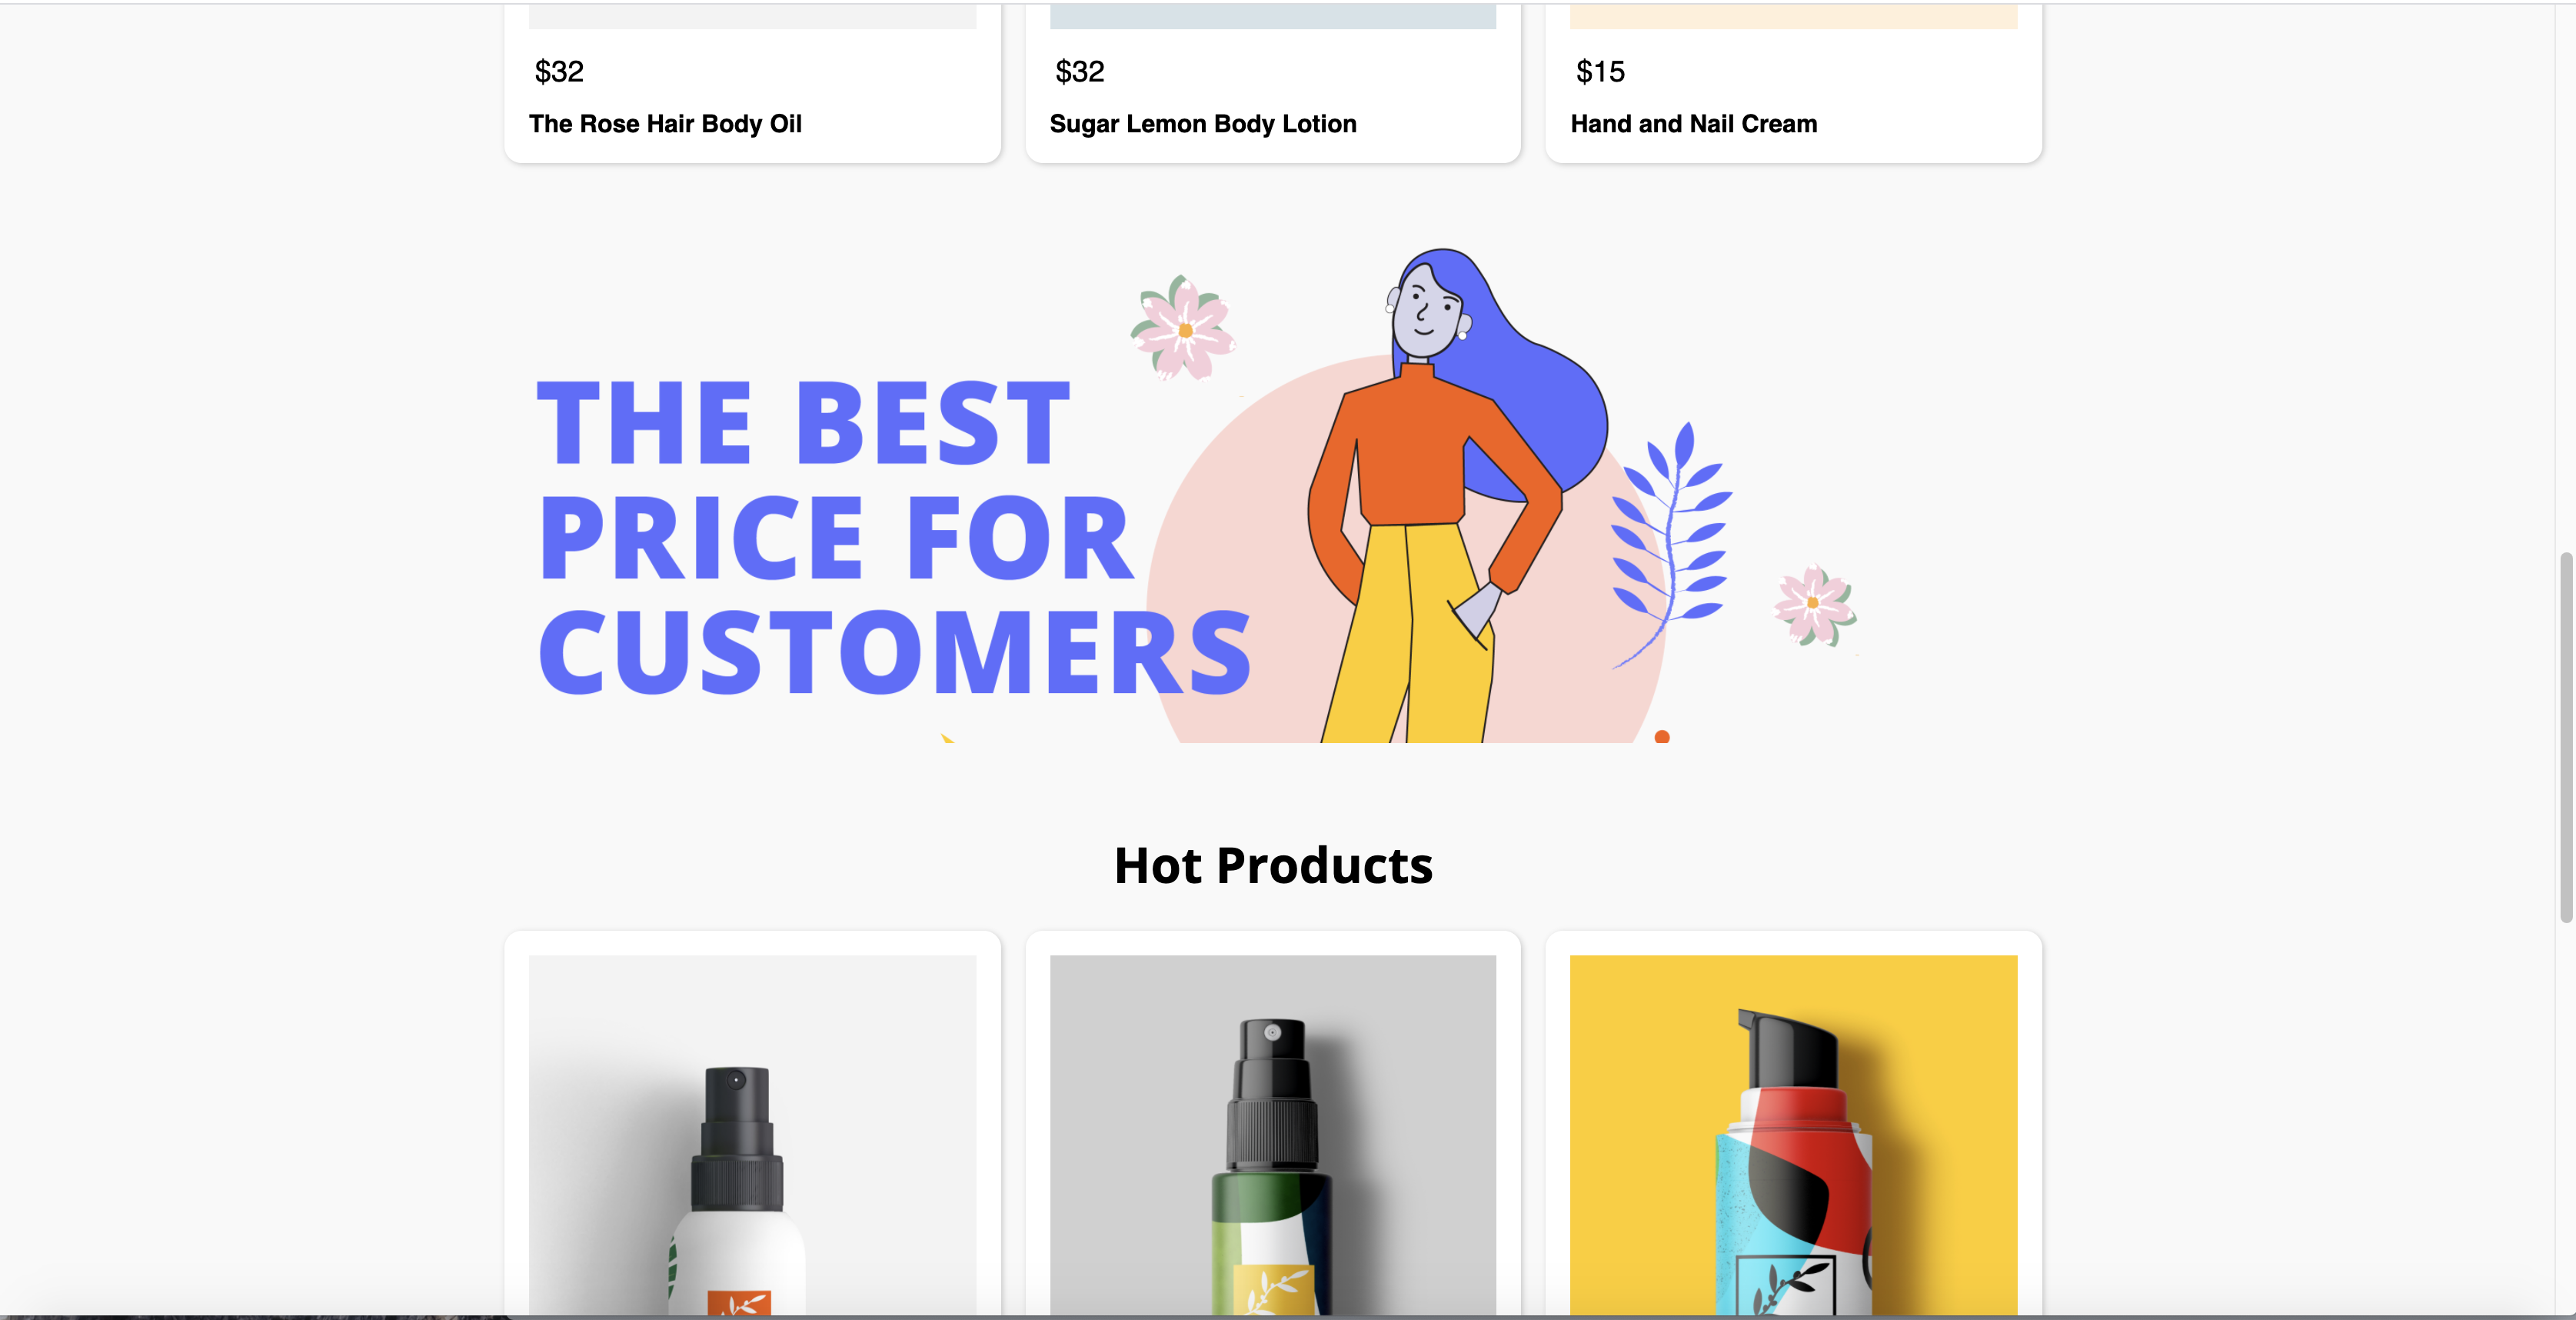 $32
The Rose Hair Body Oil
$32
Sugar Lemon Body Lotion
$15
Hand and Nail Cream
THE BEST
PRICE FOR
CUSTOMERS
Hot Products